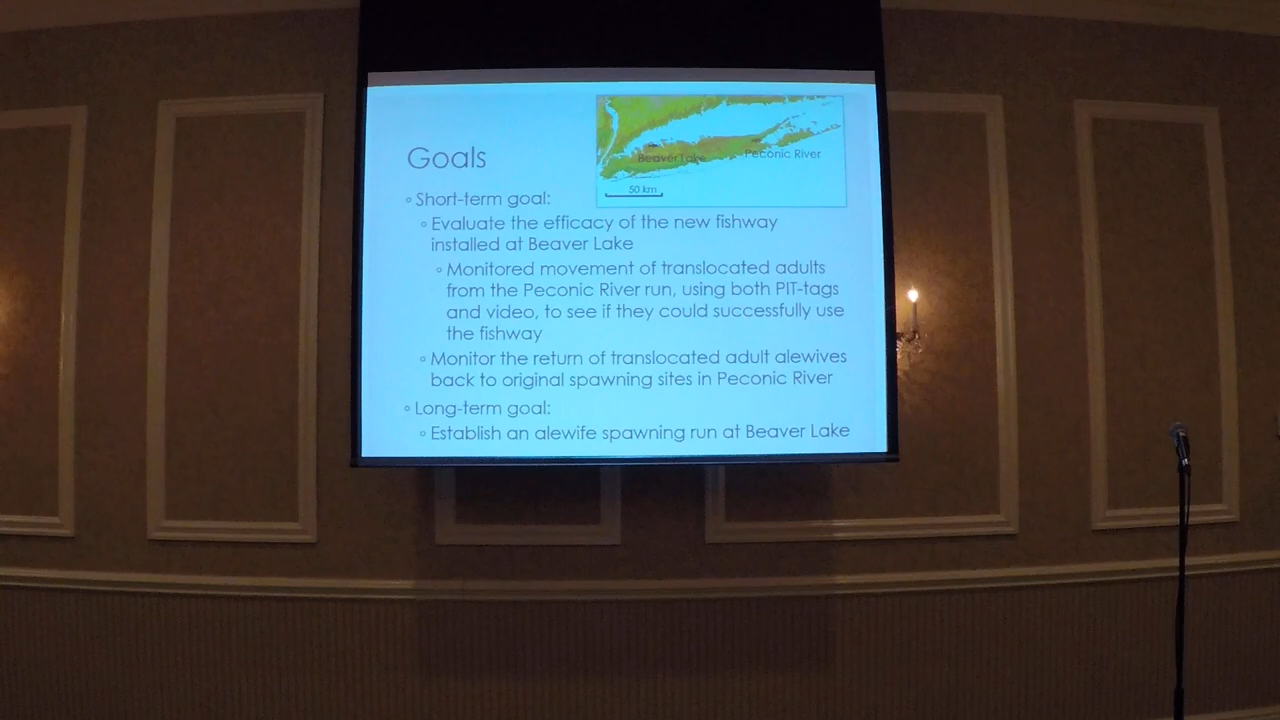 Goals
Beaver Lake
Peconic River
50 km
◦ Short-term goal:
◦ Evaluate the efficacy of the new fishway
installed at Beaver Lake
◦ Monitored movement of translocated adults
from the Peconic River run, using both PIT-tags
and video, to see if they could successfully use
the fishway
◦ Monitor the return of translocated adult alewives
back to original spawning sites in Peconic River
◦ Long-term goal:
◦ Establish an alewife spawning run at Beaver Lake